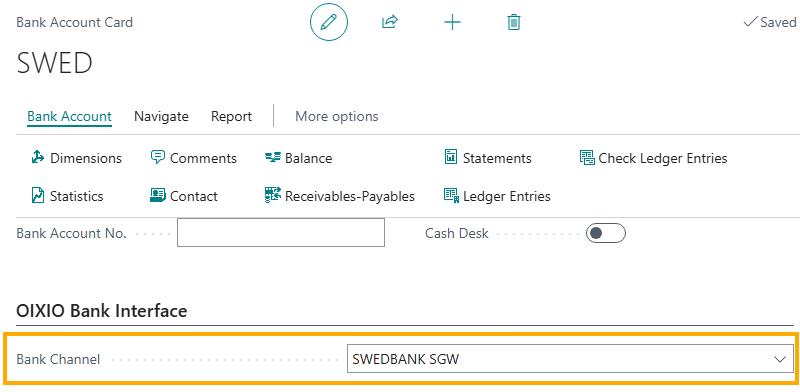 Bank Account Card
Saved
SWED
Bank Account Navigate Report More options
Dimensions Comments Balance Statements Check Ledger Entries
Statistics Contact Receivables-Payables Ledger Entries
Bank Account No. Cash Desk
OIXIO Bank Interface
Bank Channel SWEDBANK SGW